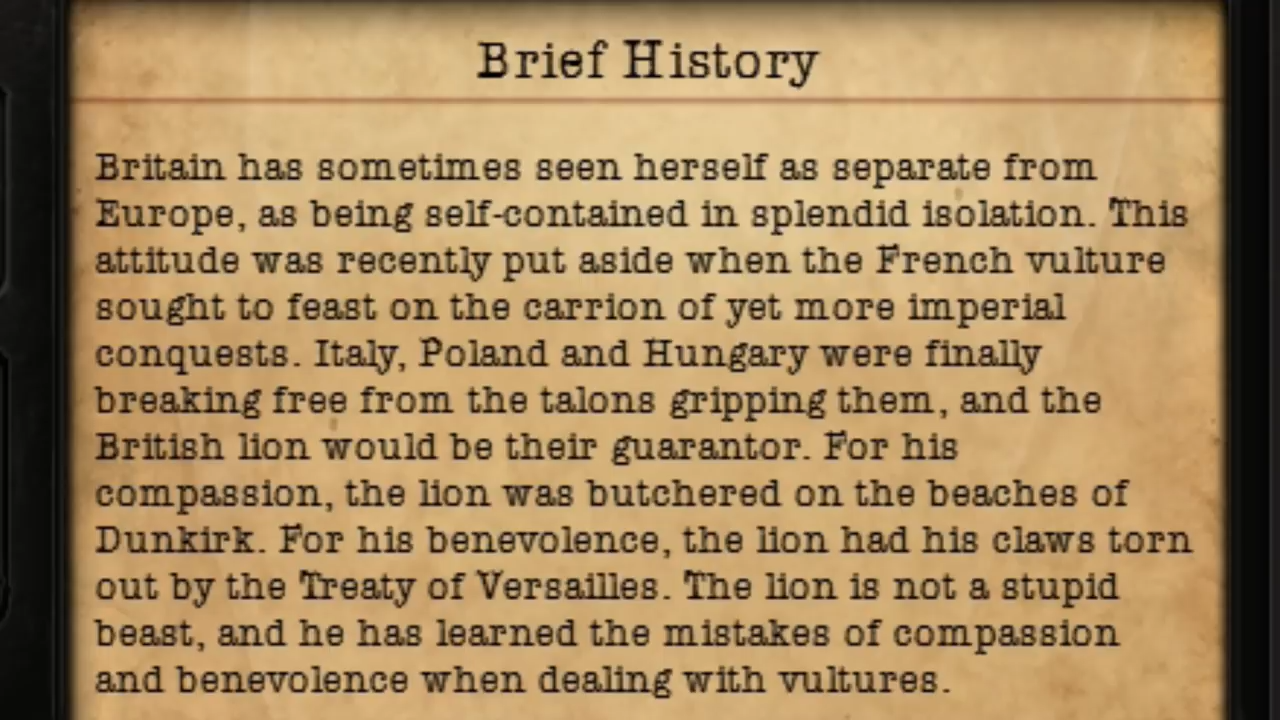 Brief History
Britain has sometimes seen herself as separate from
Europe, as being self-contained in splendid isolation. This
attitude was recently put aside when the French vulture
sought to feast on the carrion of yet more imperial
conquests. Italy, Poland and Hungary were finally
breaking free from the talons gripping them, and the
British lion would be their guarantor. For his
compassion, the lion was butchered on the beaches of
Dunkirk. For his benevolence, the lion had his claws torn
out by the Treaty of Versailles. The lion is not a stupid
beast, and he has learned the mistakes of compassion
and benevolence when dealing with vultures.